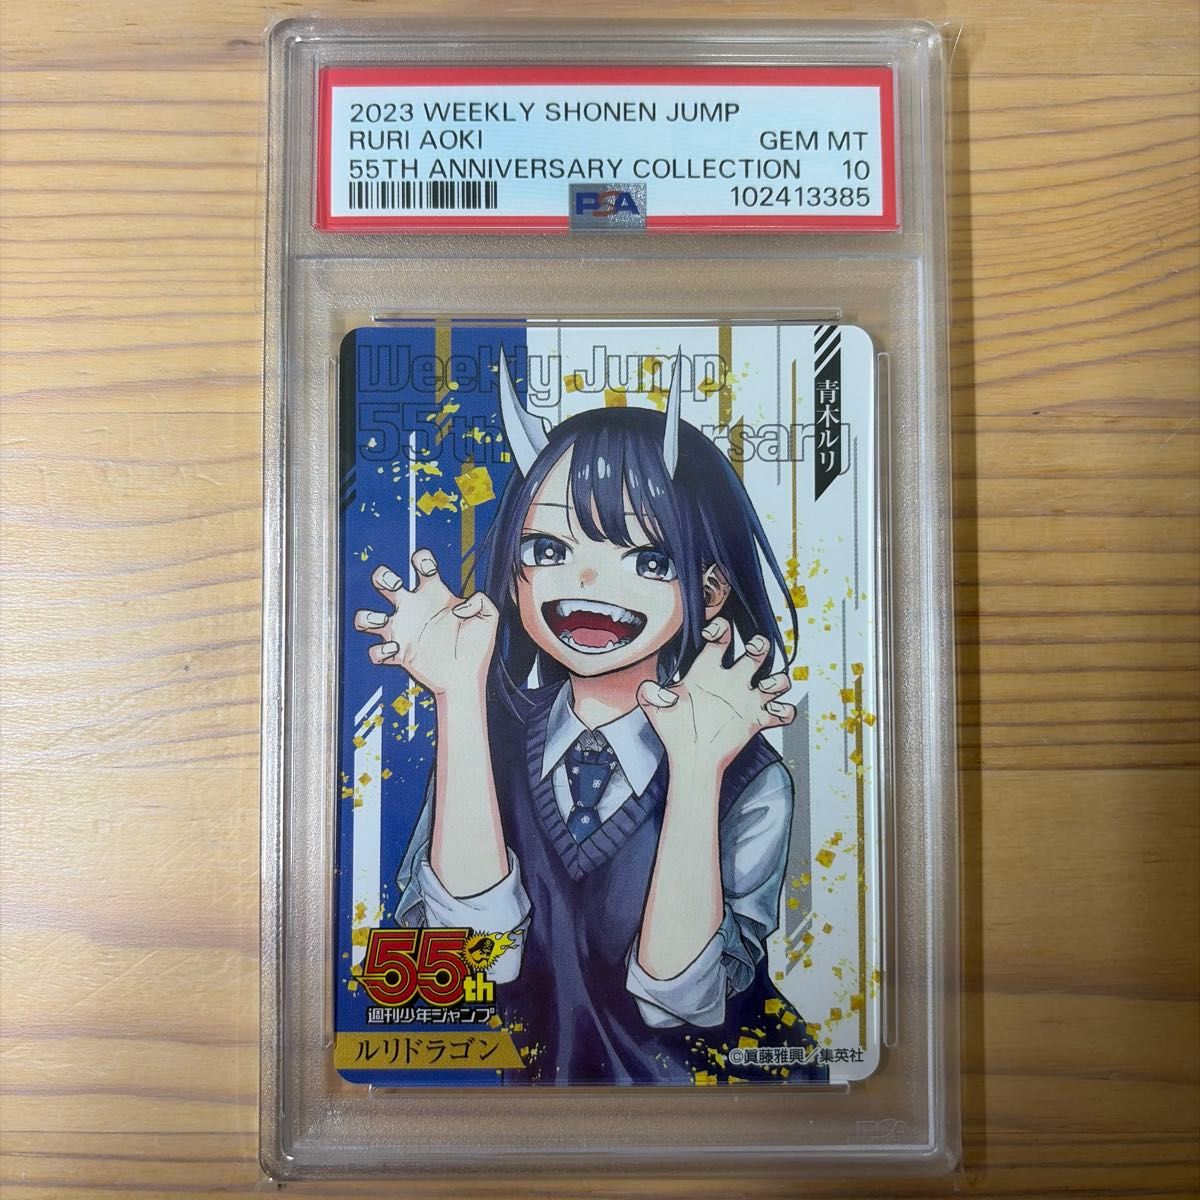 2023 WEEKLY SHONEN JUMP
RURI AOKI GEM MT
55TH ANNIVERSARY COLLECTION 10
PSA 102413385
Weekly Jump
55th
青木ルリ
55th
週刊少年ジャンプ
ルリドラゴン
©眞藤雅興/集英社
PSA